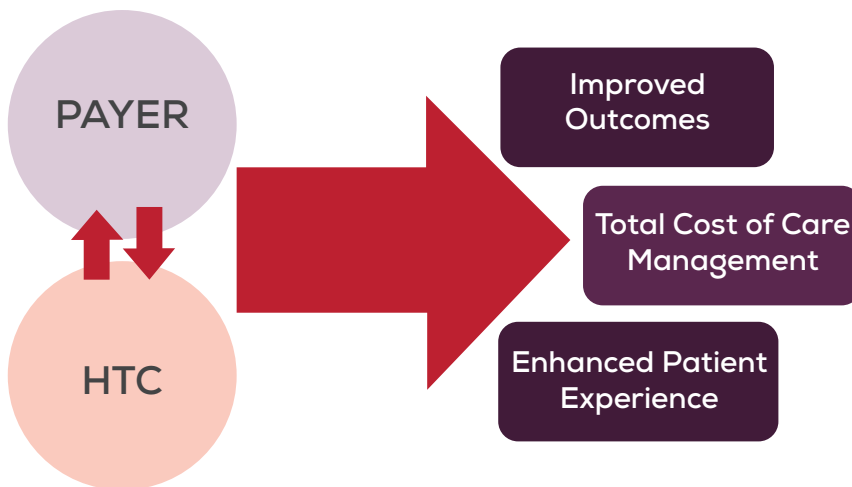 PAYER
HTC
Improved
Outcomes
Total Cost of Care
Management
Enhanced Patient
Experience